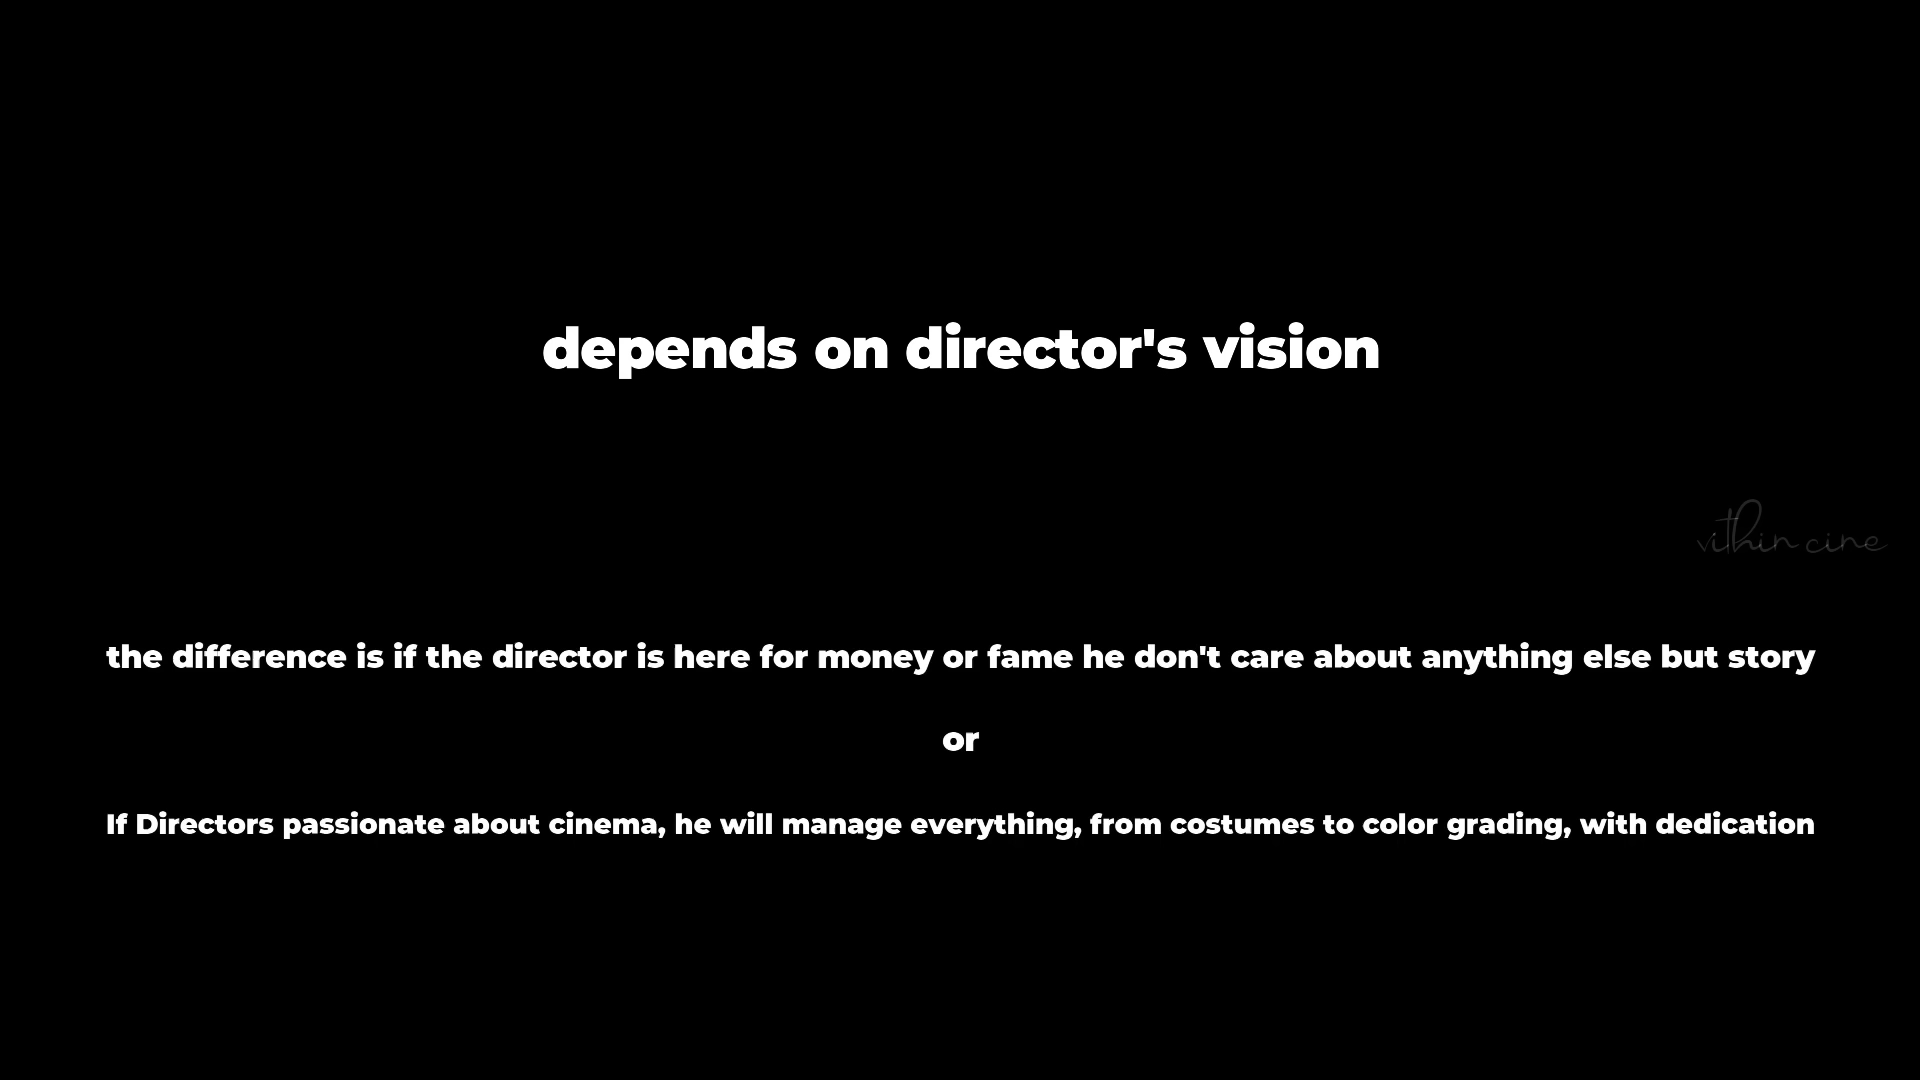 depends on director's vision
vithin cine
the difference is if the director is here for money or fame he don't care about anything else but story
or
If Directors passionate about cinema, he will manage everything, from costumes to color grading, with dedication